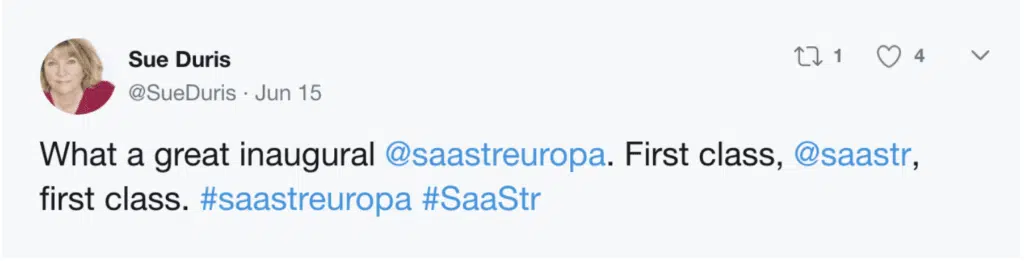 Sue Duris
@SueDuris · Jun 15
1
4
What a great inaugural @saastreuropa. First class, @saastr,
first class. #saastreuropa #SaaStr